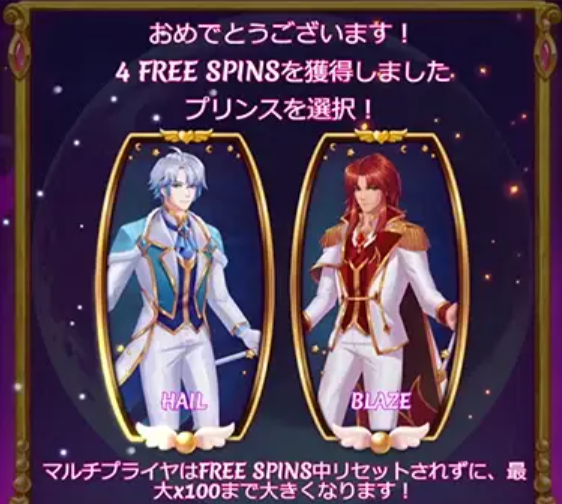 おめでとうございます！
4 FREE SPINSを獲得しました
プリンスを選択！
HAIL
BLAZE
マルチプライヤはFREE SPINS中リセットされずに、最
大x100まで大きくなります！